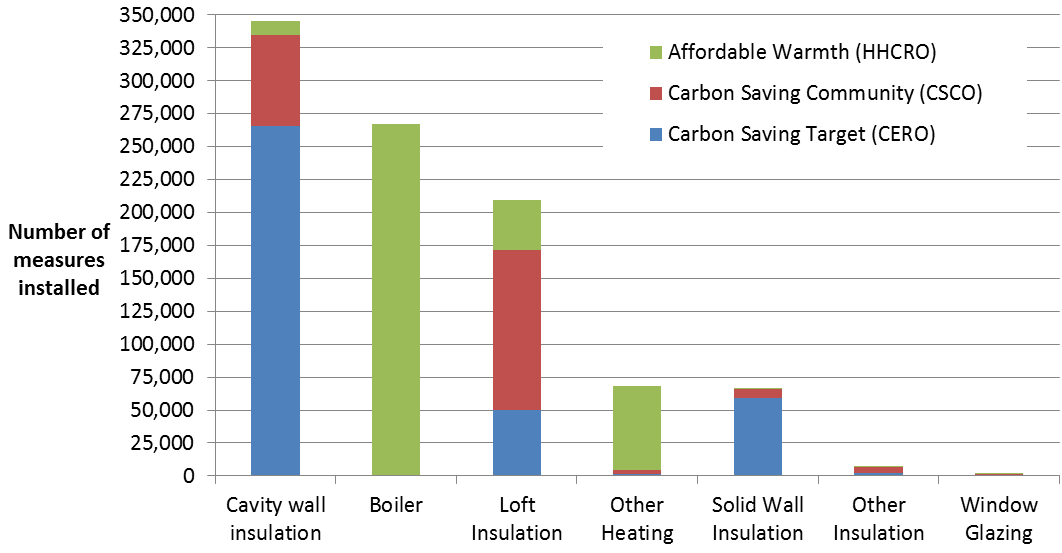 350,000
325,000
300,000
275,000
250,000
225,000
200,000
175,000
150,000
125,000
100,000
75,000
50,000
25,000
0
Number of
measures
installed
Affordable Warmth (HHCRO)
Carbon Saving Community (CSCO)
Carbon Saving Target (CERO)
Cavity wall
insulation
Boiler
Loft
Insulation
Other
Heating
Solid Wall
Insulation
Other
Insulation
Window
Glazing